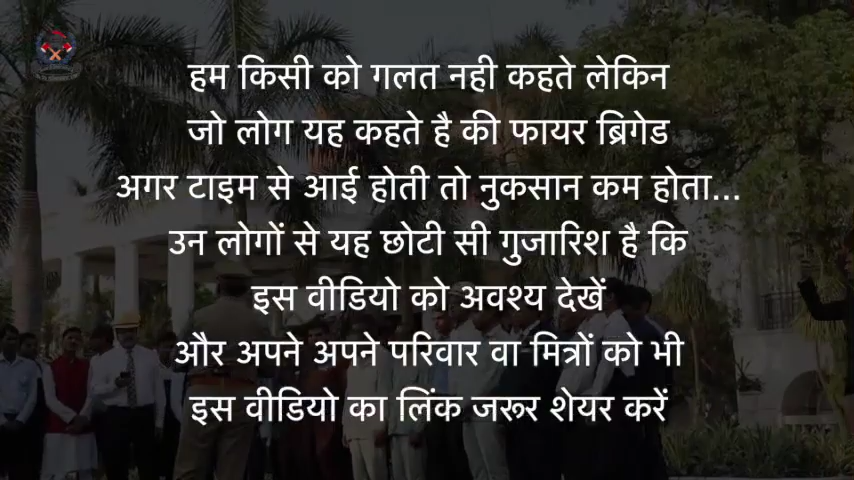 हम किसी को गलत नही कहते लेकिन
जो लोग यह कहते है की फायर ब्रिगेड
अगर टाइम से आई होती तो नुकसान कम होता...
उन लोगों से यह छोटी सी गुजारिश है कि
इस वीडियो को अवश्य देखें
और अपने अपने परिवार वा मित्रों को भी
इस वीडियो का लिंक जरूर शेयर करें